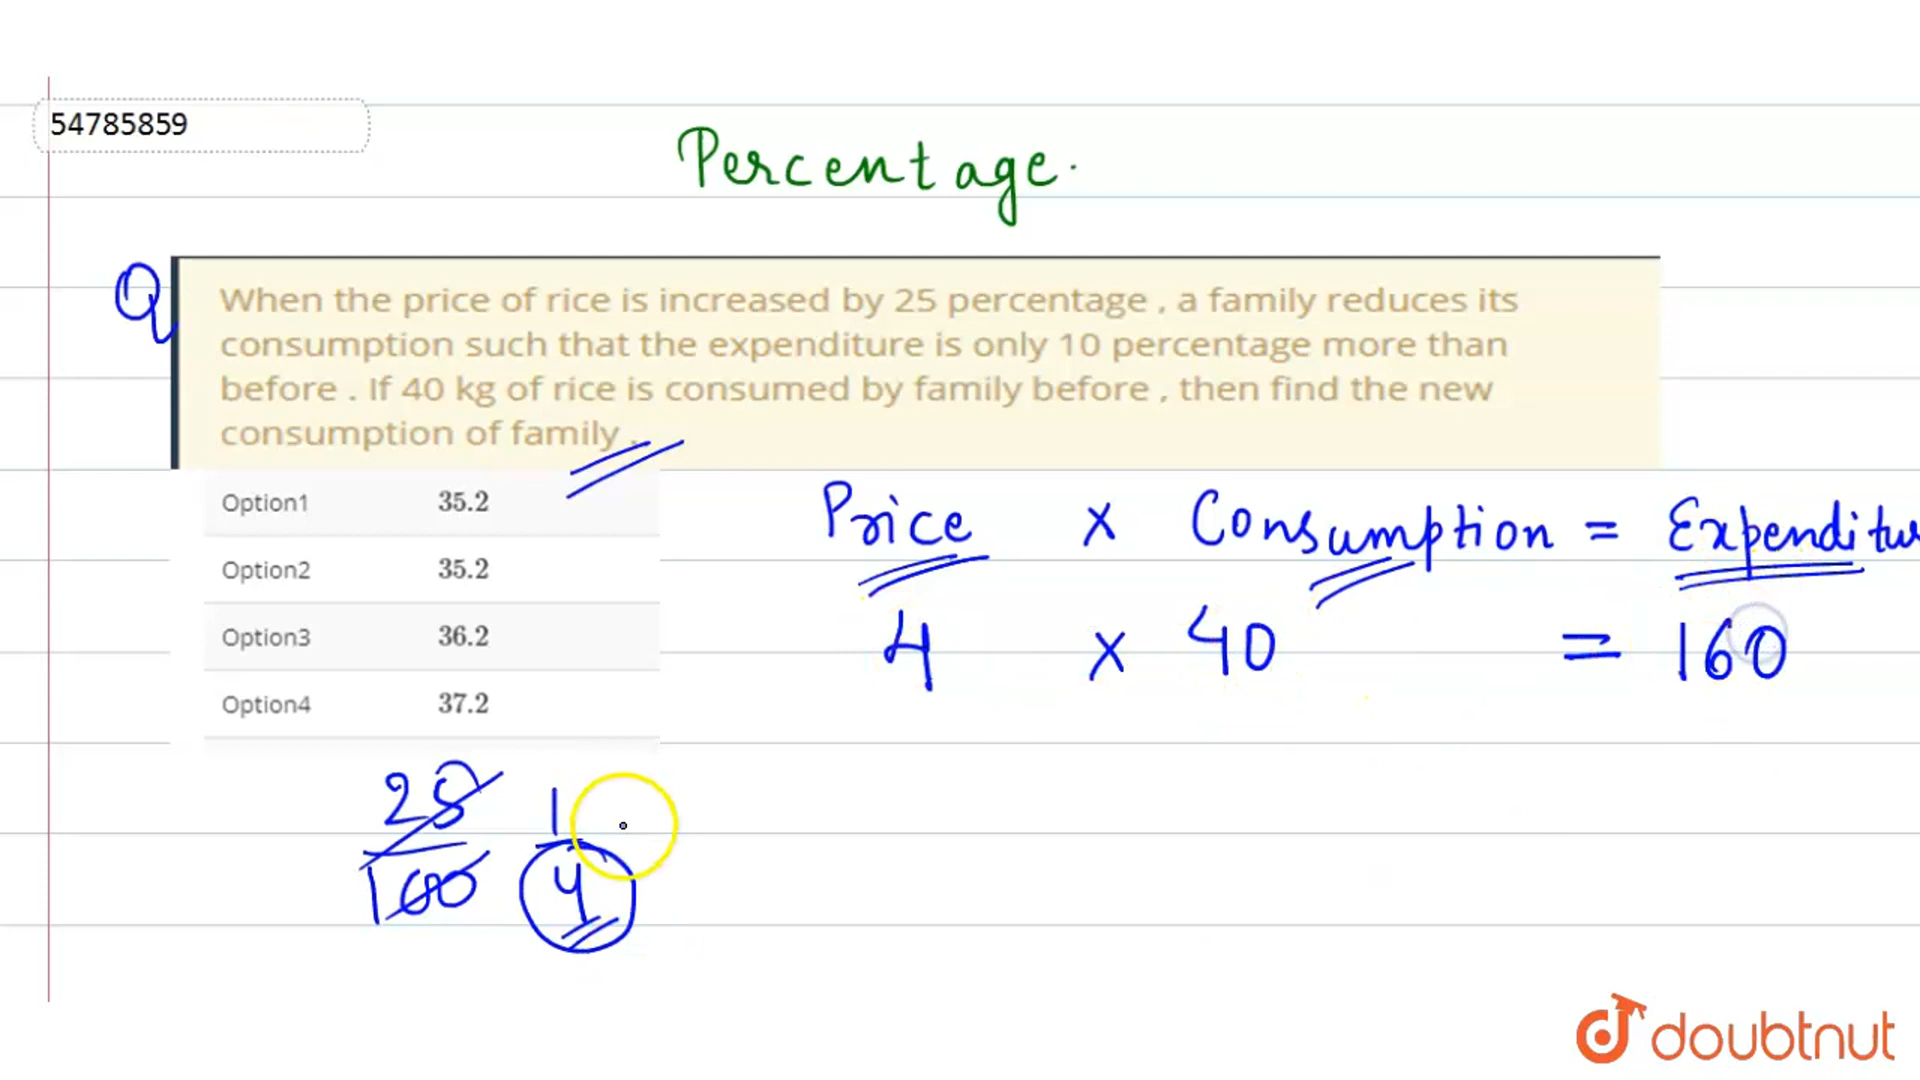 54785859
Percentage.
Q
When the price of rice is increased by 25 percentage , a family reduces its
consumption such that the expenditure is only 10 percentage more than
before . If 40 kg of rice is consumed by family before , then find the new
consumption of family .
Option1 35.2
Option2 35.2
Option3 36.2
Option4 37.2
Price x Consumption = Expenditu
4 x 40 = 160
25 1
100 4
doubtnut